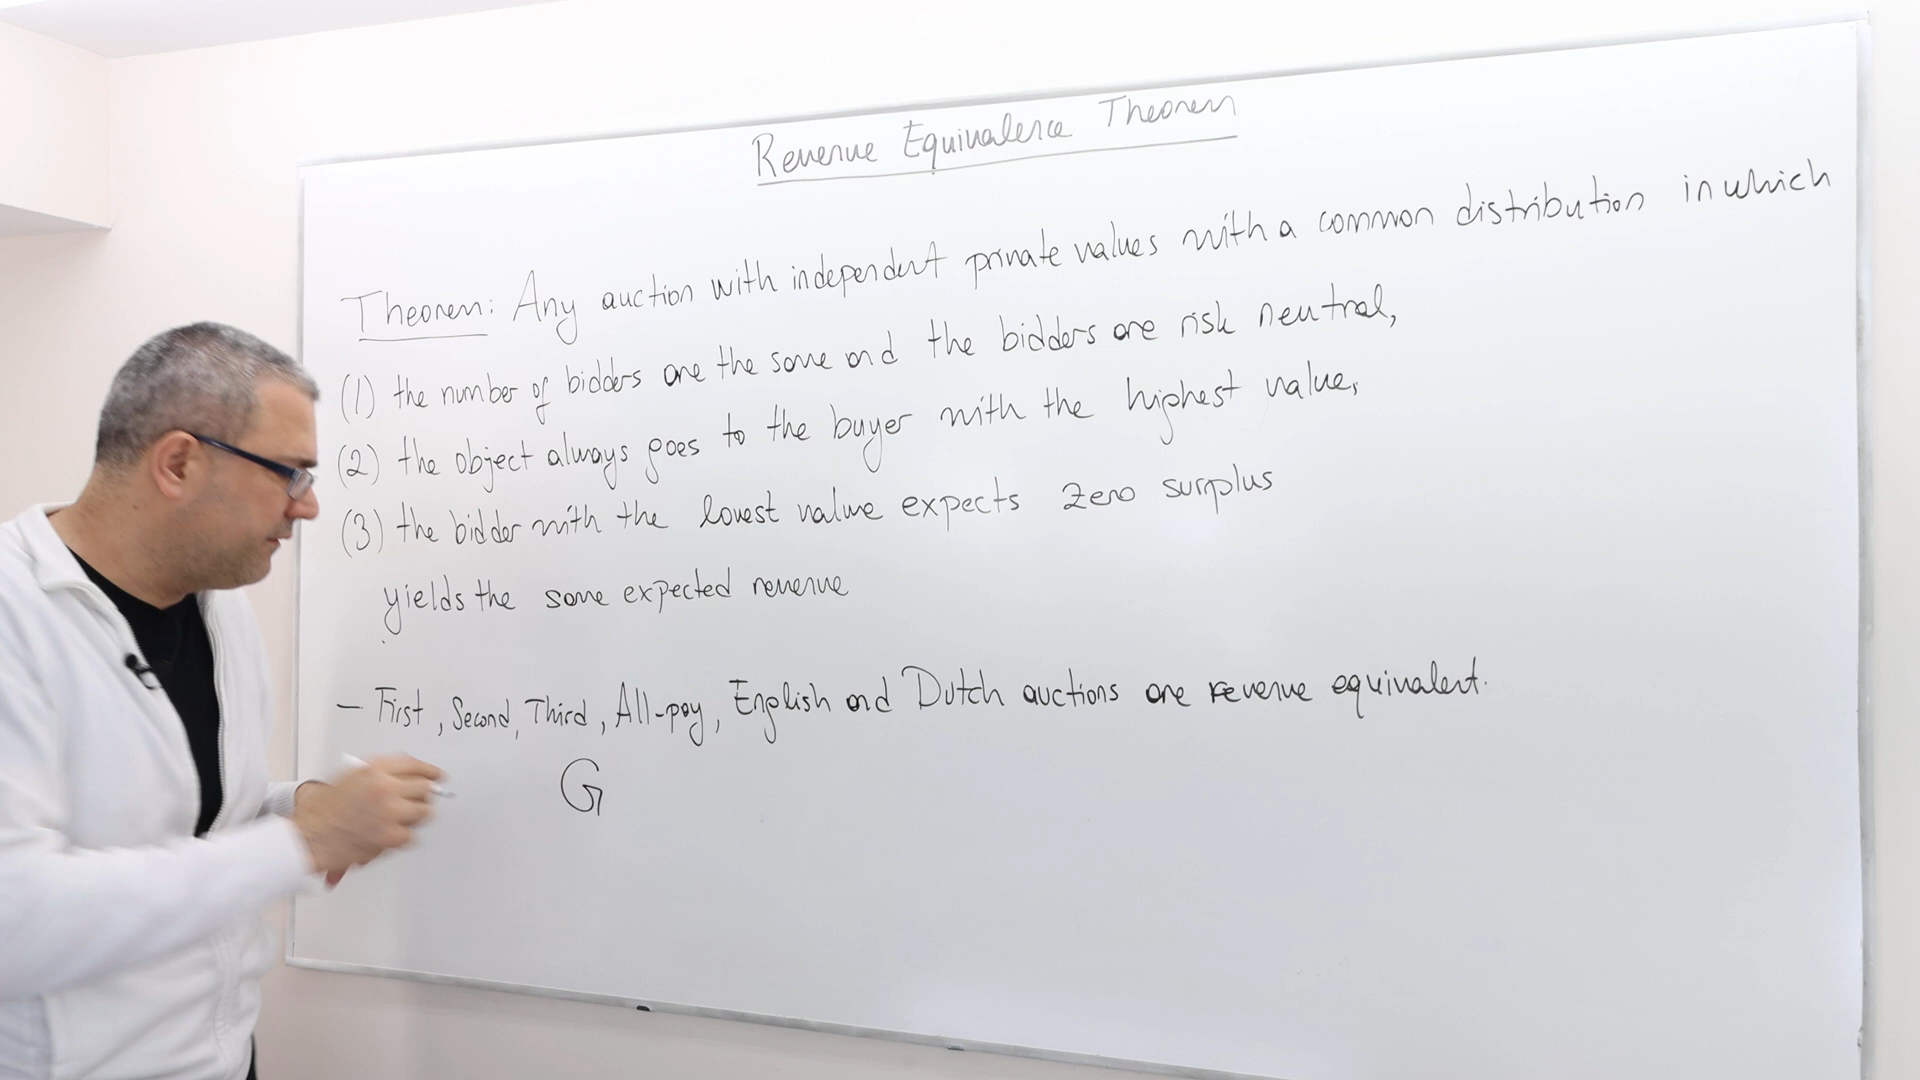 Revenue Equivalence Theorem
Theorem: Any auction with independent private values with a common distribution in which
(1) the number of bidders are the same and the bidders are risk neutral,
(2) the object always goes to the buyer with the highest value,
(3) the bidder with the lowest value expects zero surplus
yields the same expected revenue
– First, Second, Third, All-pay, English and Dutch auctions are revenue equivalent.
G